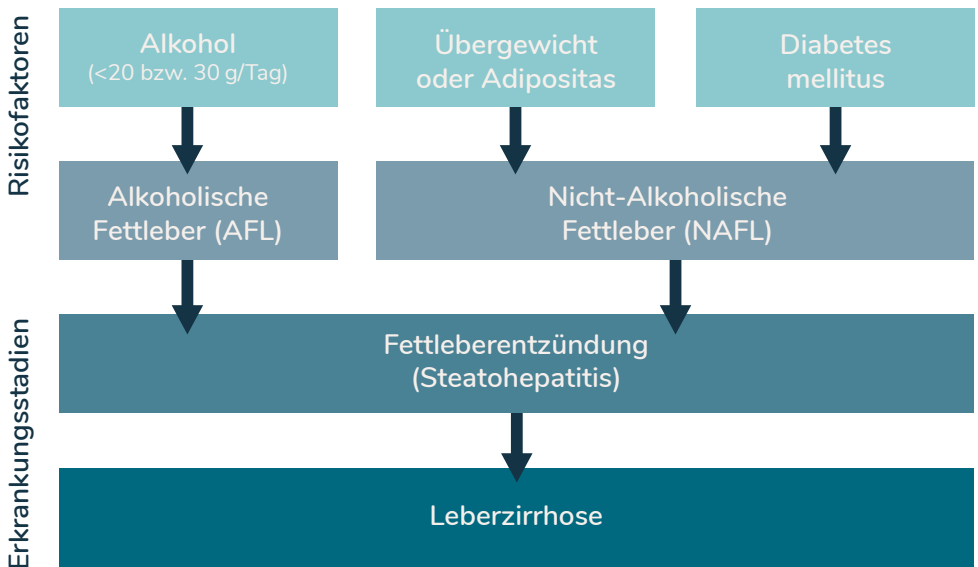 Risikofaktoren
Alkohol
(<20 bzw. 30 g/Tag)
Übergewicht
oder Adipositas
Diabetes
mellitus
Alkoholische
Fettleber (AFL)
Nicht-Alkoholische
Fettleber (NAFL)
Erkrankungsstadien
Fettleberentzündung
(Steatohepatitis)
Leberzirrhose